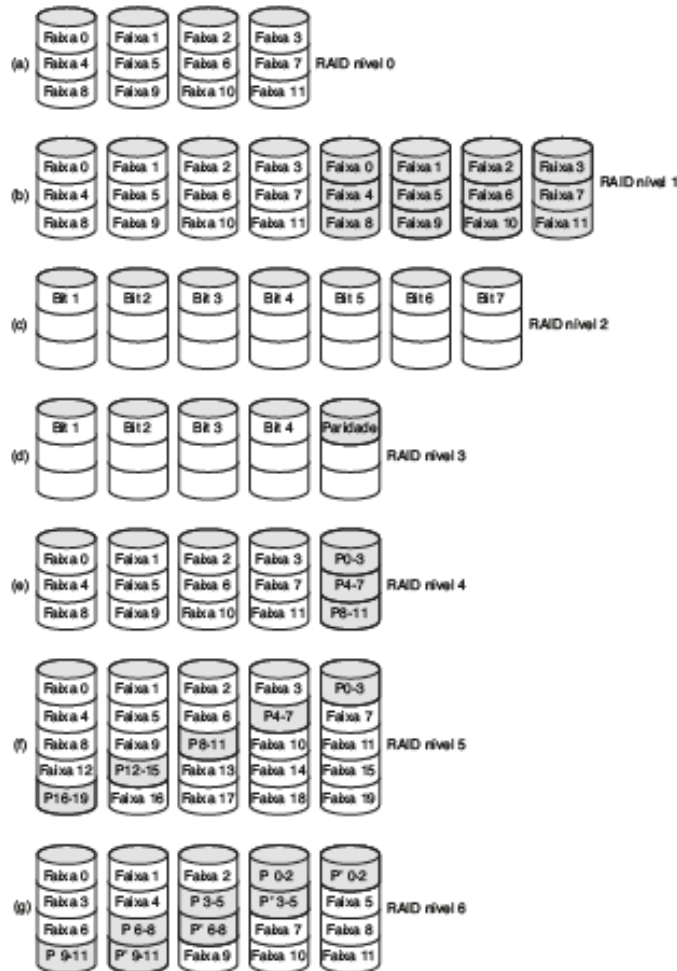 Faixa 0 Faixa 1 Faixa 2 Faixa 3
(a) Faixa 4 Faixa 5 Faixa 6 Faixa 7 RAID nível 0
Faixa 8 Faixa 9 Faixa 10 Faixa 11
Faixa 0 Faixa 1 Faixa 2 Faixa 3 Faixa 0 Faixa 1 Faixa 2 Faixa 3
(b) Faixa 4 Faixa 5 Faixa 6 Faixa 7 Faixa 4 Faixa 5 Faixa 6 Faixa 7 RAID nível 1
Faixa 8 Faixa 9 Faixa 10 Faixa 11 Faixa 8 Faixa 9 Faixa 10 Faixa 11
Bit 1 Bit 2 Bit 3 Bit 4 Bit 5 Bit 6 Bit 7
(c) RAID nível 2
Bit 1 Bit 2 Bit 3 Bit 4 Paridade
(d) RAID nível 3
Faixa 0 Faixa 1 Faixa 2 Faixa 3 P0-3
(e) Faixa 4 Faixa 5 Faixa 6 Faixa 7 P4-7 RAID nível 4
Faixa 8 Faixa 9 Faixa 10 Faixa 11 P8-11
Faixa 0 Faixa 1 Faixa 2 Faixa 3 P0-3
Faixa 4 Faixa 5 Faixa 6 P4-7 Faixa 7
(f) Faixa 8 Faixa 9 P8-11 Faixa 10 Faixa 11 RAID nível 5
Faixa 12 P12-15 Faixa 13 Faixa 14 Faixa 15
P16-19 Faixa 16 Faixa 17 Faixa 18 Faixa 19
Faixa 0 Faixa 1 Faixa 2 P 0-2 P' 0-2
(g) Faixa 3 Faixa 4 P 3-5 P' 3-5 Faixa 5 RAID nível 6
Faixa 6 P 6-8 P' 6-8 Faixa 7 Faixa 8
P 9-11 P' 9-11 Faixa 9 Faixa 10 Faixa 11